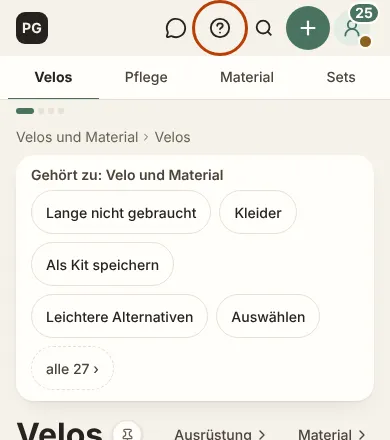 PG
25
Velos Pflege Material Sets
Velos und Material › Velos
Gehört zu: Velo und Material
Lange nicht gebraucht Kleider
Als Kit speichern
Leichtere Alternativen Auswählen
alle 27 ›
Velos Ausrüstung › Material ›